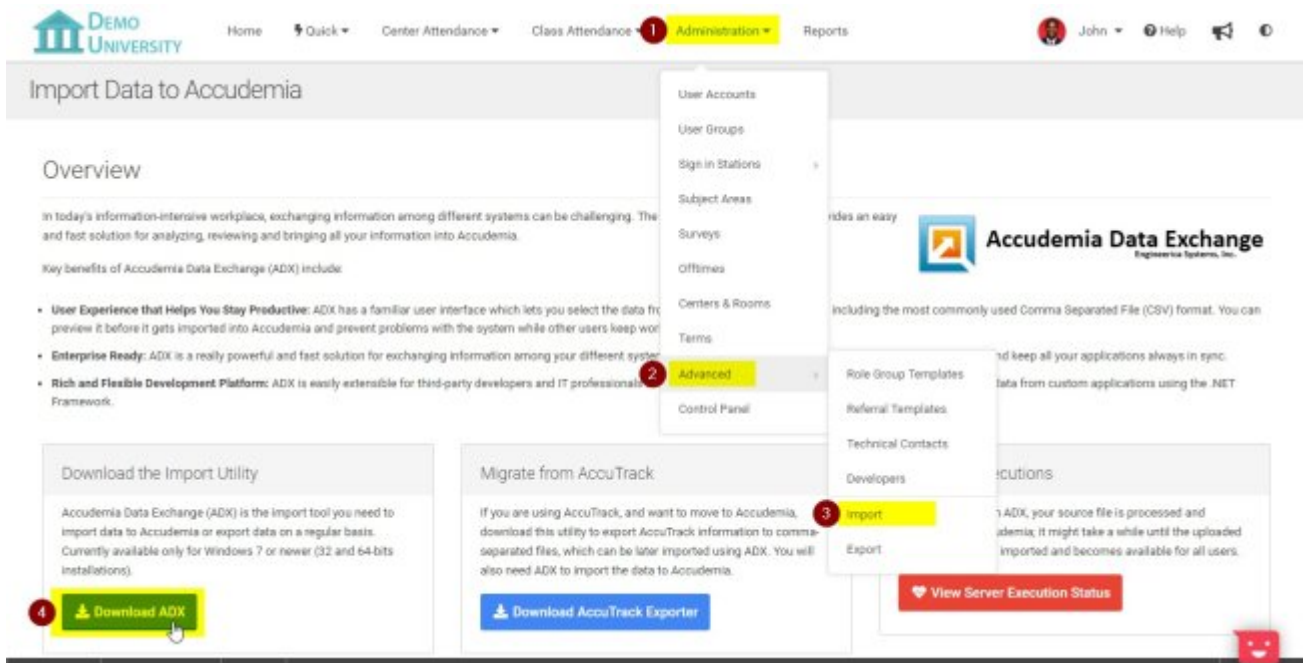 DEMO UNIVERSITY
Home
Quick
Center Attendance
Class Attendance
1
Administration
Reports
John
Help
Import Data to Accudemia
User Accounts
User Groups
Sign in Stations
Subject Areas
Surveys
Offtimes
Centers & Rooms
Terms
2
Advanced
Control Panel
Role Group Templates
Referral Templates
Technical Contacts
Developers
3
Import
Export
Overview
In today's information-intensive workplace, exchanging information among different systems can be challenging. The
ides an easy
and fast solution for analyzing, reviewing and bringing all your information into Accudemia.
Accudemia Data Exchange
Engineerica Systems, Inc.
Key benefits of Accudemia Data Exchange (ADX) include:
• User Experience that Helps You Stay Productive: ADX has a familiar user interface which lets you select the data fr
including the most commonly used Comma Separated File (CSV) format. You can
preview it before it gets imported into Accudemia and prevent problems with the system while other users keep wor
• Enterprise Ready: ADX is a really powerful and fast solution for exchanging information among your different syste
nd keep all your applications always in sync.
• Rich and Flexible Development Platform: ADX is easily extensible for third-party developers and IT professionals
data from custom applications using the .NET
Framework.
Download the Import Utility
Accudemia Data Exchange (ADX) is the import tool you need to
import data to Accudemia or export data on a regular basis.
Currently available only for Windows 7 or newer (32 and 64-bits
installations).
4
Download ADX
Migrate from AccuTrack
If you are using AccuTrack, and want to move to Accudemia,
download this utility to export AccuTrack information to comma-
separated files, which can be later imported using ADX. You will
also need ADX to import the data to Accudemia.
Download AccuTrack Exporter
ecutions
ADX, your source file is processed and
demia; it might take a while until the uploaded
imported and becomes available for all users.
View Server Execution Status